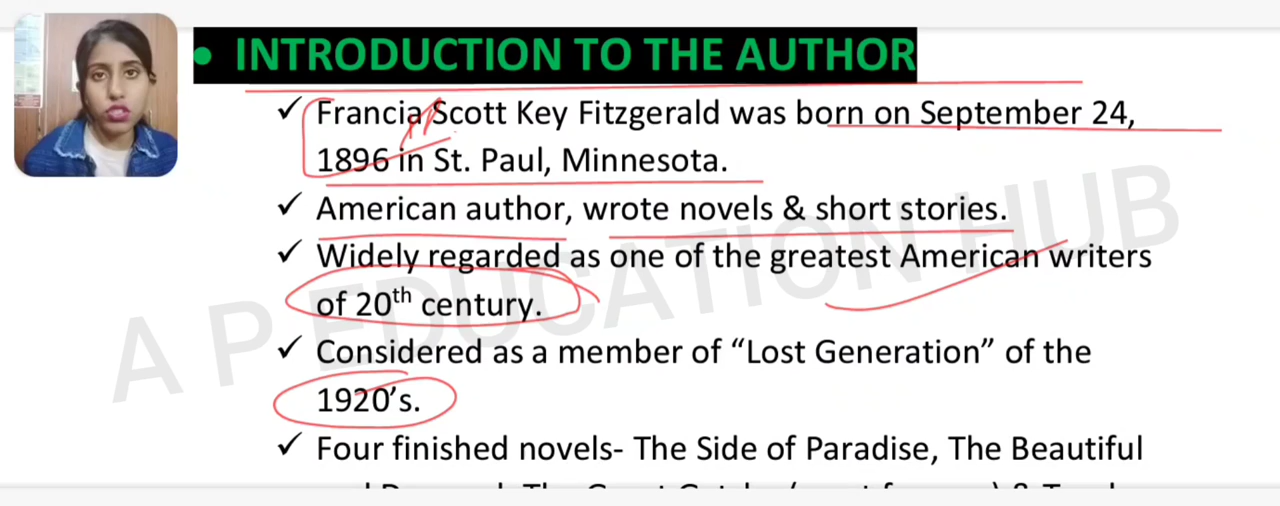 • INTRODUCTION TO THE AUTHOR
✓ Francia Scott Key Fitzgerald was born on September 24,
1896 in St. Paul, Minnesota.
✓ American author, wrote novels & short stories.
✓ Widely regarded as one of the greatest American writers
of 20th century.
✓ Considered as a member of “Lost Generation” of the
1920’s.
✓ Four finished novels- The Side of Paradise, The Beautiful
A P EDUCATION HUB